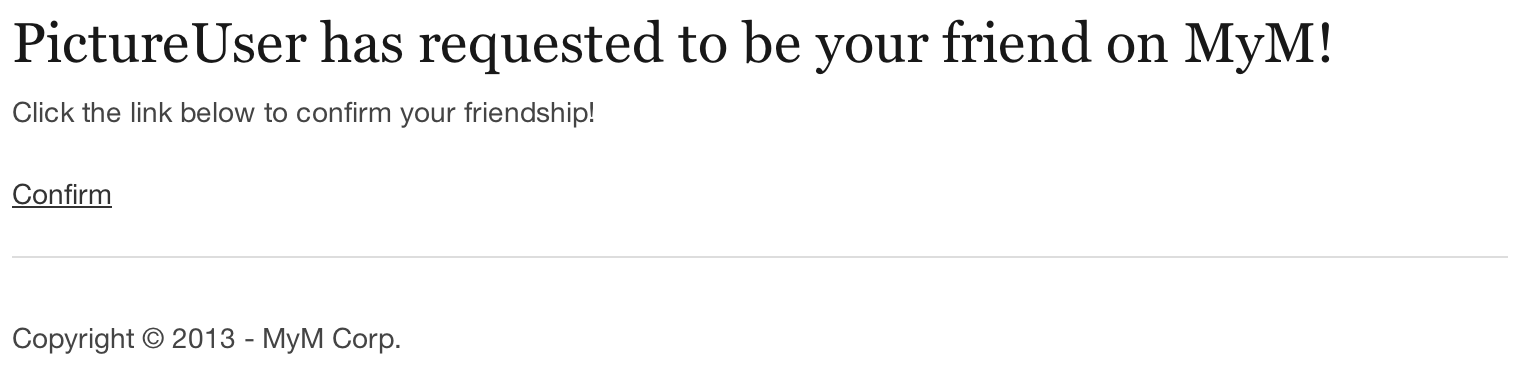 PictureUser has requested to be your friend on MyM!
Click the link below to confirm your friendship!
Confirm
Copyright © 2013 - MyM Corp.